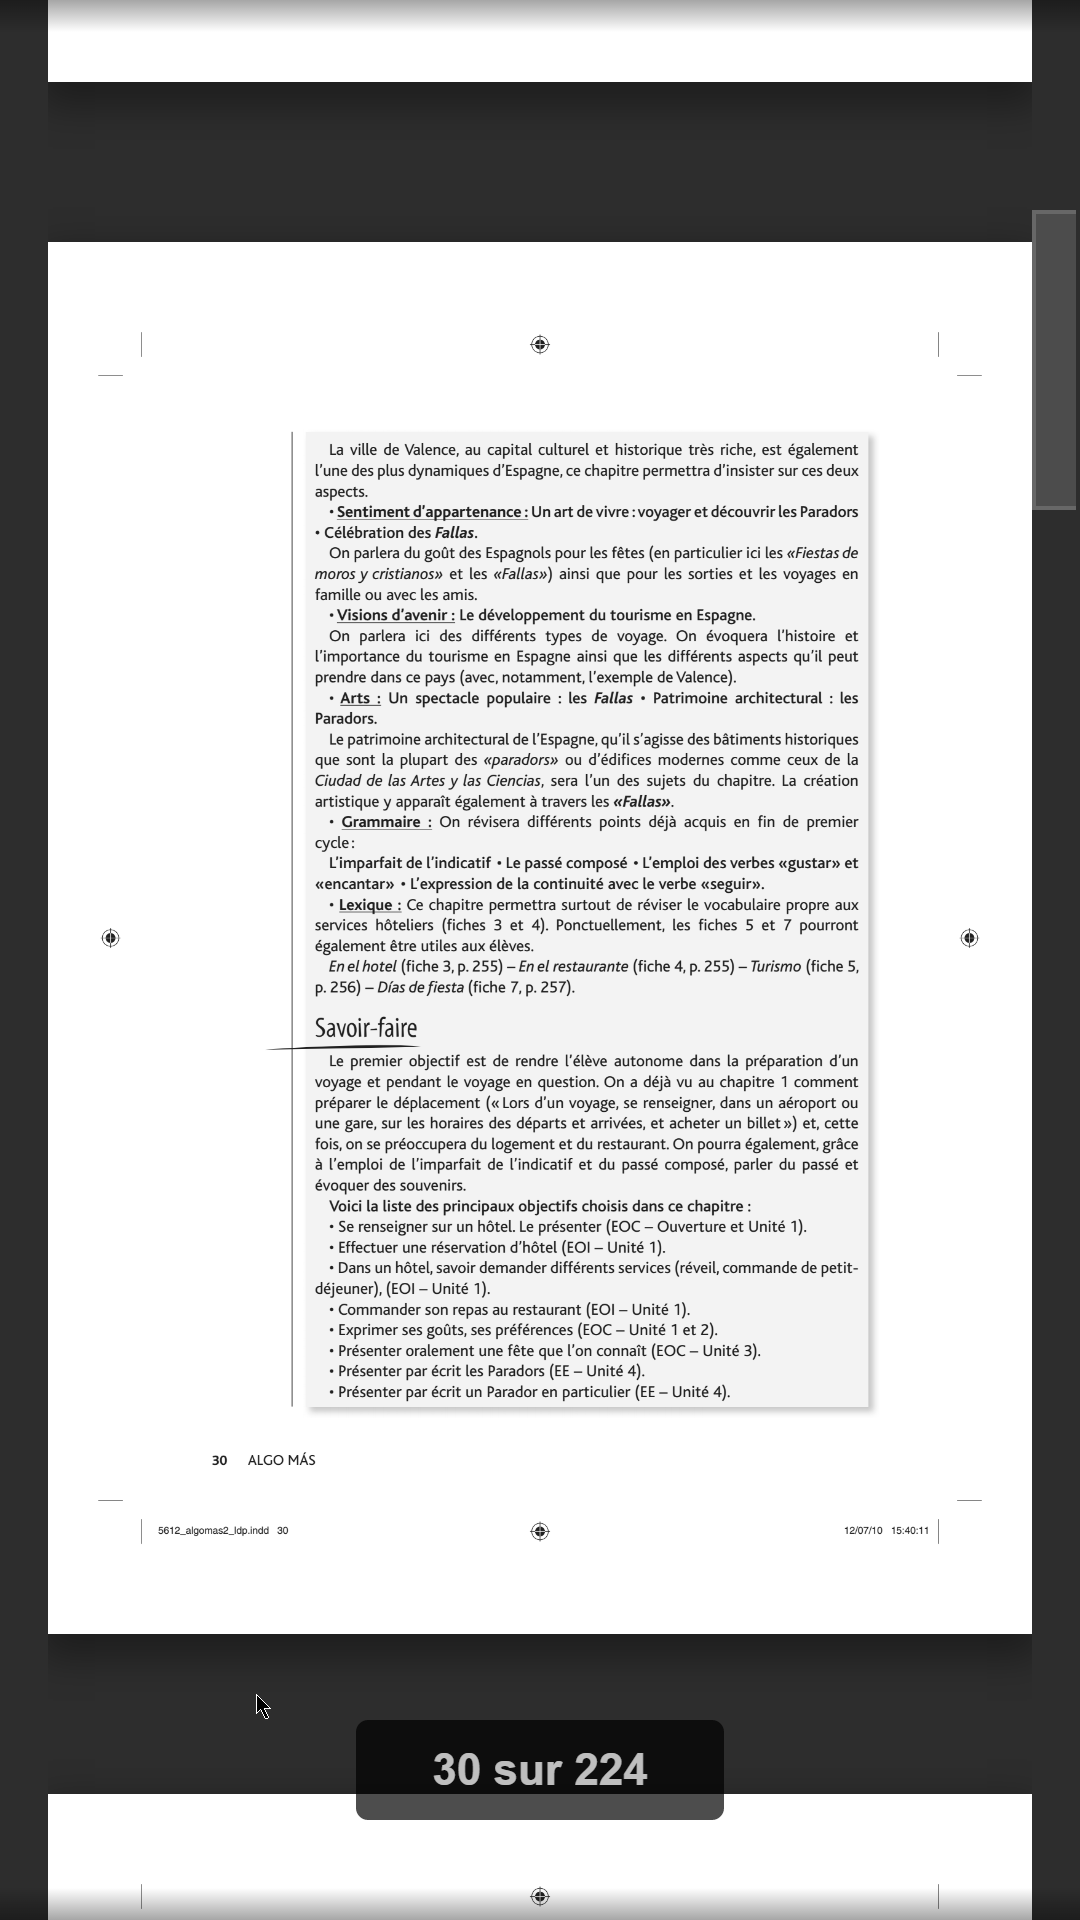 La ville de Valence, au capital culturel et historique très riche, est également
l’une des plus dynamiques d’Espagne, ce chapitre permettra d’insister sur ces deux
aspects.
• Sentiment d’appartenance : Un art de vivre : voyager et découvrir les Paradors
• Célébration des Fallas.
On parlera du goût des Espagnols pour les fêtes (en particulier ici les «Fiestas de
moros y cristianos» et les «Fallas») ainsi que pour les sorties et les voyages en
famille ou avec les amis.
• Visions d’avenir : Le développement du tourisme en Espagne.
On parlera ici des différents types de voyage. On évoquera l’histoire et
l’importance du tourisme en Espagne ainsi que les différents aspects qu’il peut
prendre dans ce pays (avec, notamment, l’exemple de Valence).
• Arts : Un spectacle populaire : les Fallas • Patrimoine architectural : les
Paradors.
Le patrimoine architectural de l’Espagne, qu’il s’agisse des bâtiments historiques
que sont la plupart des «paradors» ou d’édifices modernes comme ceux de la
Ciudad de las Artes y las Ciencias, sera l’un des sujets du chapitre. La création
artistique y apparaît également à travers les «Fallas».
• Grammaire : On révisera différents points déjà acquis en fin de premier
cycle :
L’imparfait de l’indicatif • Le passé composé • L’emploi des verbes «gustar» et
«encantar» • L’expression de la continuité avec le verbe «seguir».
• Lexique : Ce chapitre permettra surtout de réviser le vocabulaire propre aux
services hôteliers (fiches 3 et 4). Ponctuellement, les fiches 5 et 7 pourront
également être utiles aux élèves.
En el hotel (fiche 3, p. 255) – En el restaurante (fiche 4, p. 255) – Turismo (fiche 5,
p. 256) – Días de fiesta (fiche 7, p. 257).
Savoir-faire
Le premier objectif est de rendre l’élève autonome dans la préparation d’un
voyage et pendant le voyage en question. On a déjà vu au chapitre 1 comment
préparer le déplacement (« Lors d’un voyage, se renseigner, dans un aéroport ou
une gare, sur les horaires des départs et arrivées, et acheter un billet ») et, cette
fois, on se préoccupera du logement et du restaurant. On pourra également, grâce
à l’emploi de l’imparfait de l’indicatif et du passé composé, parler du passé et
évoquer des souvenirs.
Voici la liste des principaux objectifs choisis dans ce chapitre :
• Se renseigner sur un hôtel. Le présenter (EOC – Ouverture et Unité 1).
• Effectuer une réservation d’hôtel (EOI – Unité 1).
• Dans un hôtel, savoir demander différents services (réveil, commande de petit-
déjeuner), (EOI – Unité 1).
• Commander son repas au restaurant (EOI – Unité 1).
• Exprimer ses goûts, ses préférences (EOC – Unité 1 et 2).
• Présenter oralement une fête que l’on connaît (EOC – Unité 3).
• Présenter par écrit les Paradors (EE – Unité 4).
• Présenter par écrit un Parador en particulier (EE – Unité 4).
30 ALGO MÁS
5612_algomas2_ldp.indd 30 12/07/10 15:40:11
30 sur 224